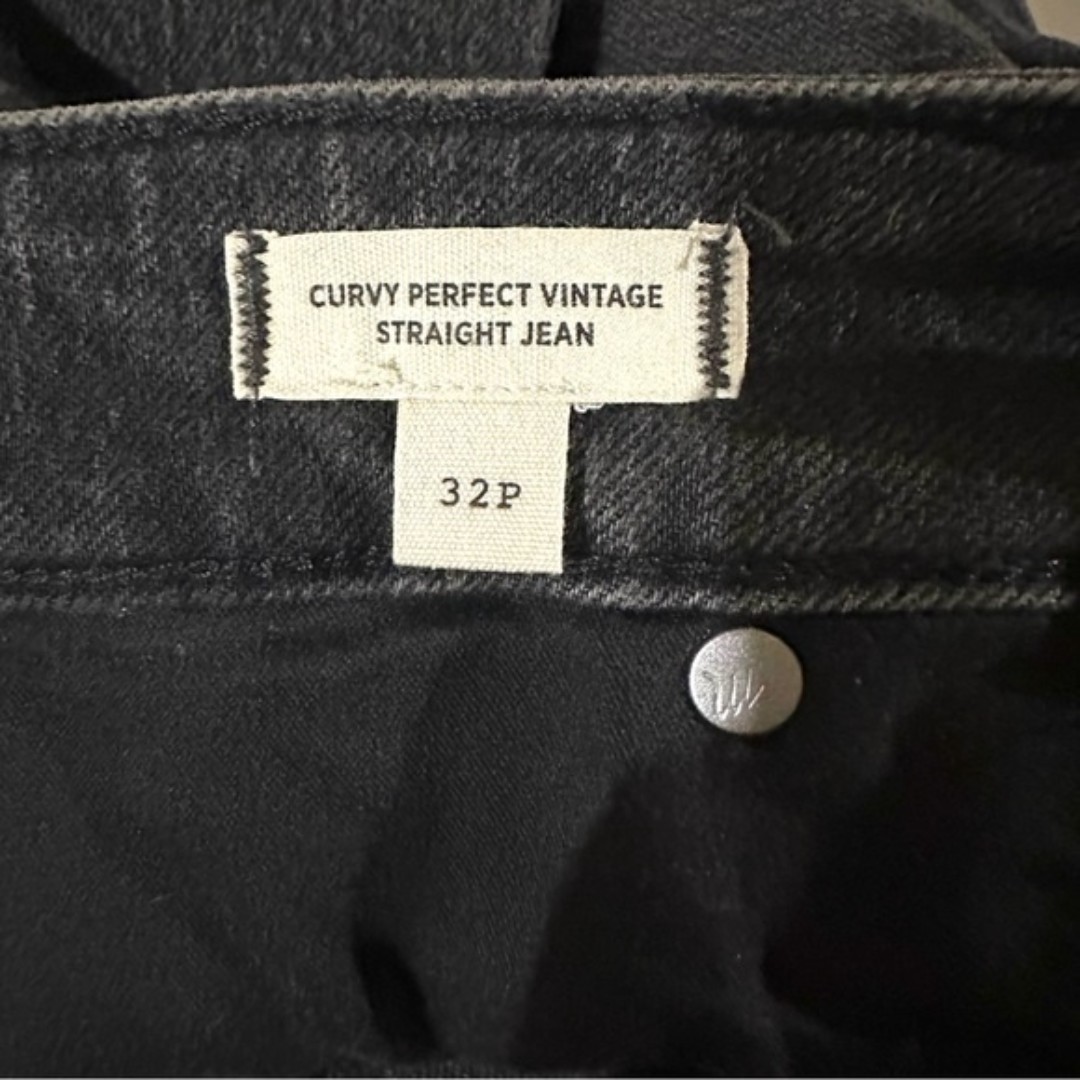 CURVY PERFECT VINTAGE
STRAIGHT JEAN
32P
m